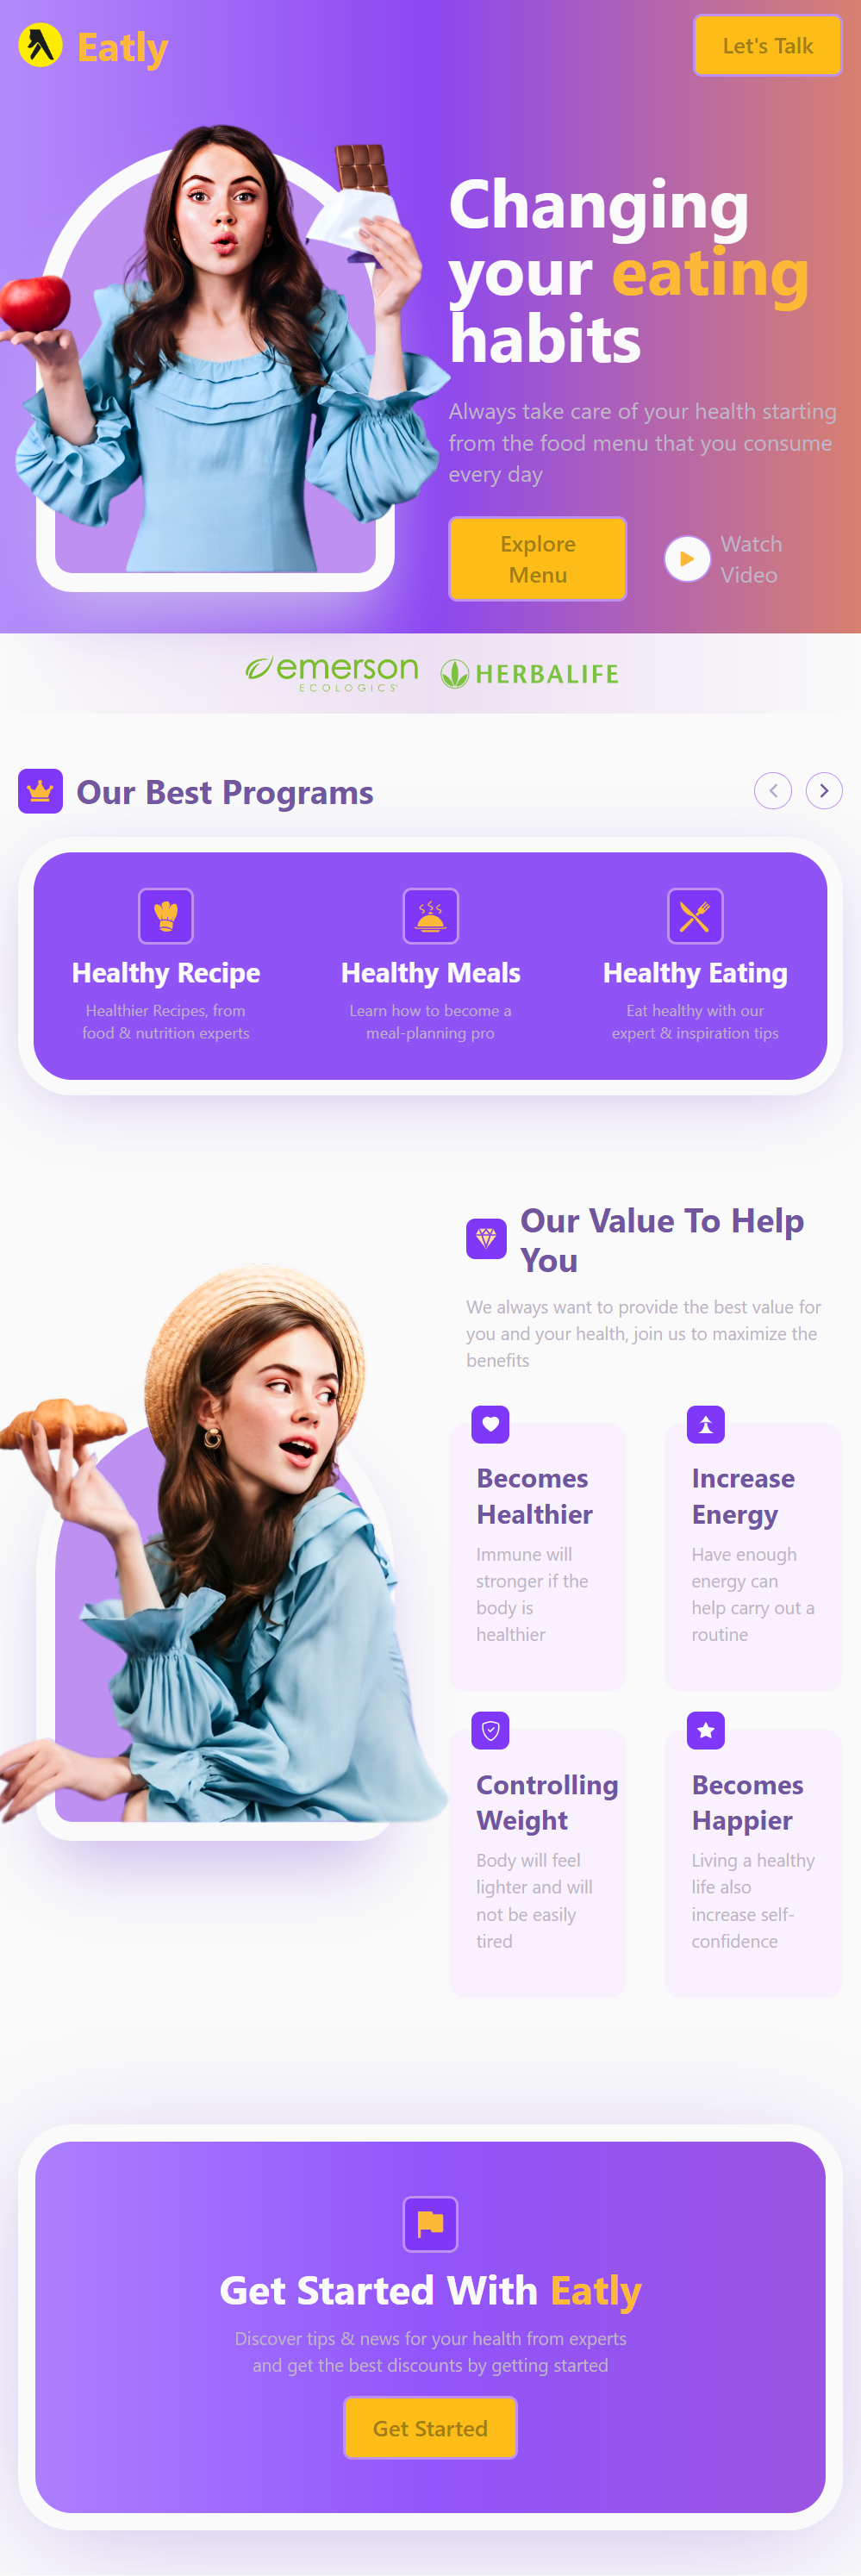 Eatly
Let's Talk
Changing
your eating
habits
Always take care of your health starting
from the food menu that you consume
every day
Explore
Menu
Watch
Video
emerson
ECOLOGICS
HERBALIFE
Our Best Programs
Healthy Recipe
Healthier Recipes, from
food & nutrition experts
Healthy Meals
Learn how to become a
meal-planning pro
Healthy Eating
Eat healthy with our
expert & inspiration tips
Our Value To Help
You
We always want to provide the best value for
you and your health, join us to maximize the
benefits
Becomes
Healthier
Immune will
stronger if the
body is
healthier
Increase
Energy
Have enough
energy can
help carry out a
routine
Controlling
Weight
Body will feel
lighter and will
not be easily
tired
Becomes
Happier
Living a healthy
life also
increase self-
confidence
Get Started With Eatly
Discover tips & news for your health from experts
and get the best discounts by getting started
Get Started